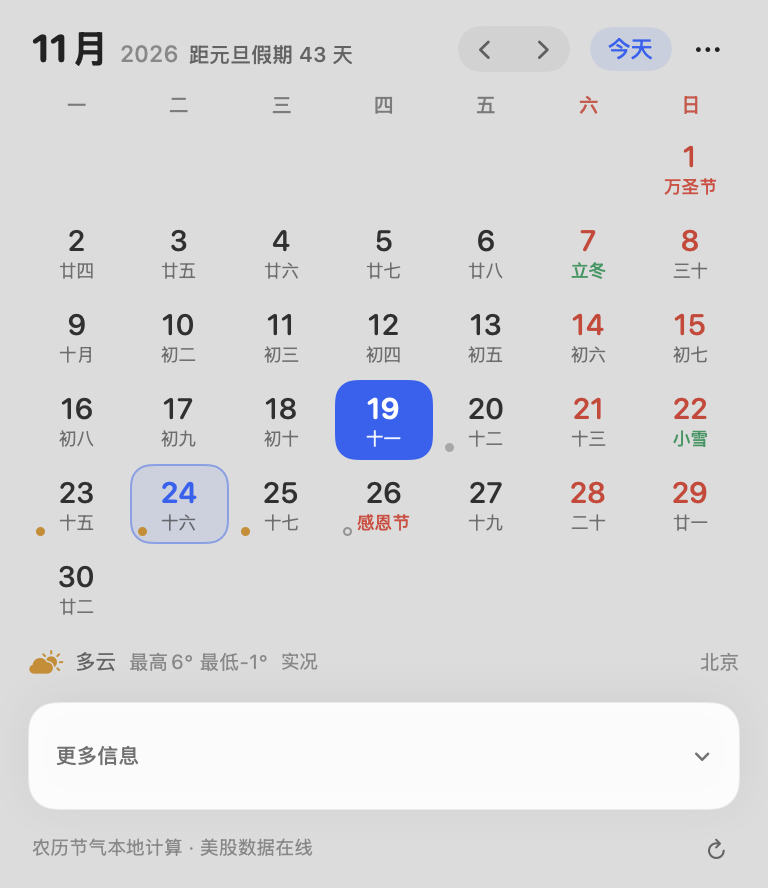 11月 2026 距元旦假期 43 天 今天
一 二 三 四 五 六 日
1
万圣节
2 3 4 5 6 7 8
廿四 廿五 廿六 廿七 廿八 立冬 三十
9 10 11 12 13 14 15
十月 初二 初三 初四 初五 初六 初七
16 17 18 19 20 21 22
初八 初九 初十 十一 十二 十三 小雪
23 24 25 26 27 28 29
十五 十六 十七 感恩节 十九 二十 廿一
30
廿二
多云 最高6° 最低-1° 实况 北京
更多信息
农历节气本地计算 · 美股数据在线